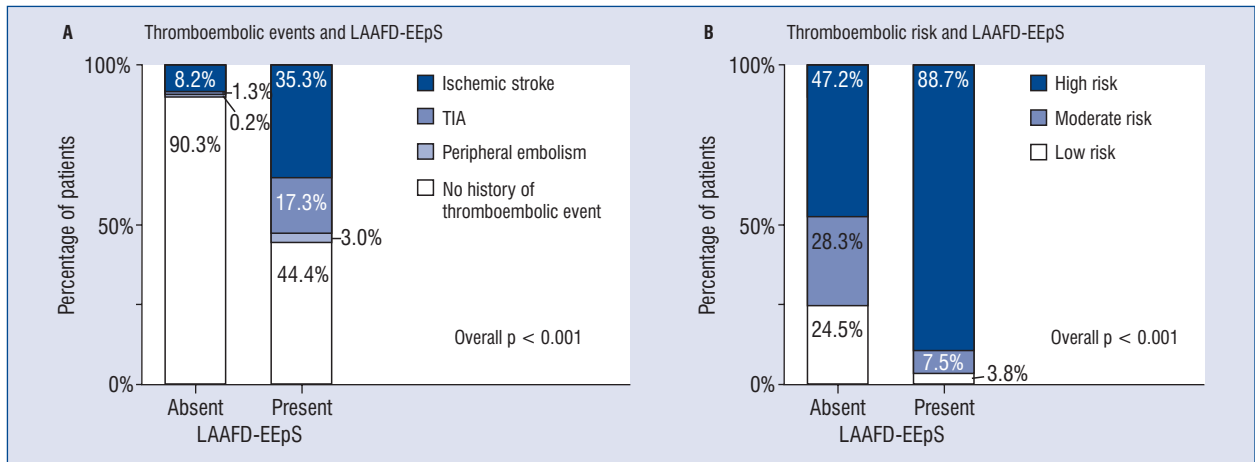 A Thromboembolic events and LAAFD-EEpS
100%
50%
0%
Percentage of patients
8.2%
1.3%
0.2%
90.3%
35.3%
17.3%
3.0%
44.4%
Ischemic stroke
TIA
Peripheral embolism
No history of
thromboembolic event
Overall p < 0.001
Absent Present
LAAFD-EEpS
B Thromboembolic risk and LAAFD-EEpS
100%
50%
0%
Percentage of patients
47.2%
28.3%
24.5%
88.7%
7.5%
3.8%
High risk
Moderate risk
Low risk
Overall p < 0.001
Absent Present
LAAFD-EEpS